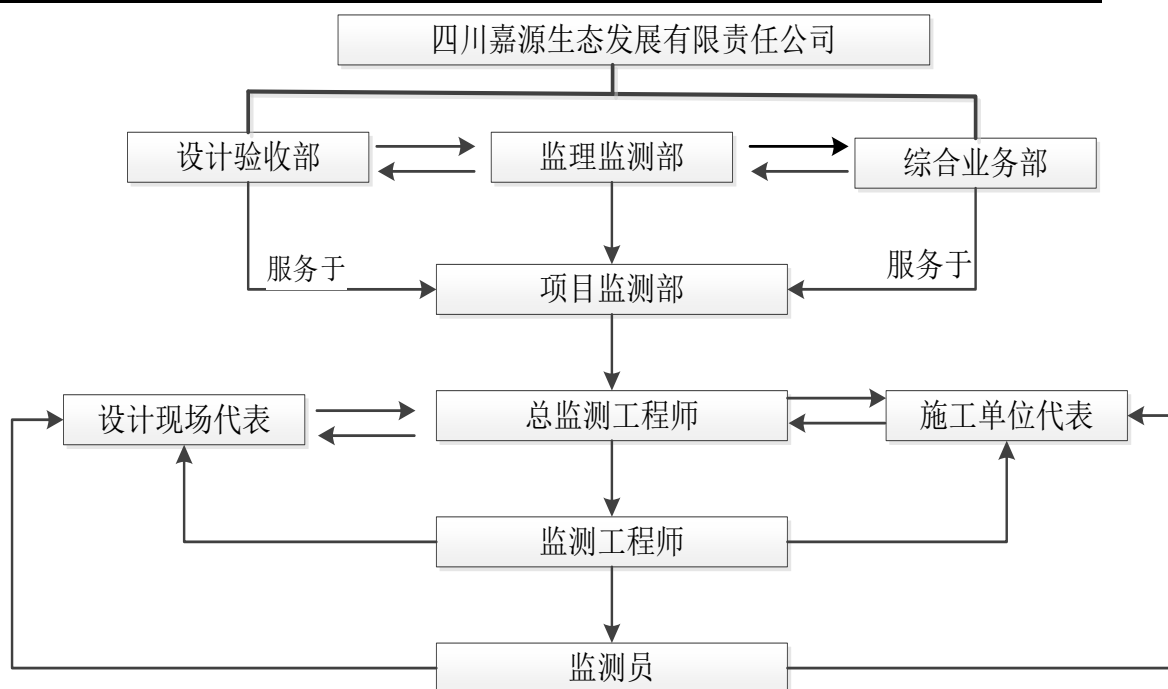 四川嘉源生态发展有限责任公司
设计验收部
监理监测部
综合业务部
服务于
服务于
项目监测部
设计现场代表
总监测工程师
施工单位代表
监测工程师
监测员